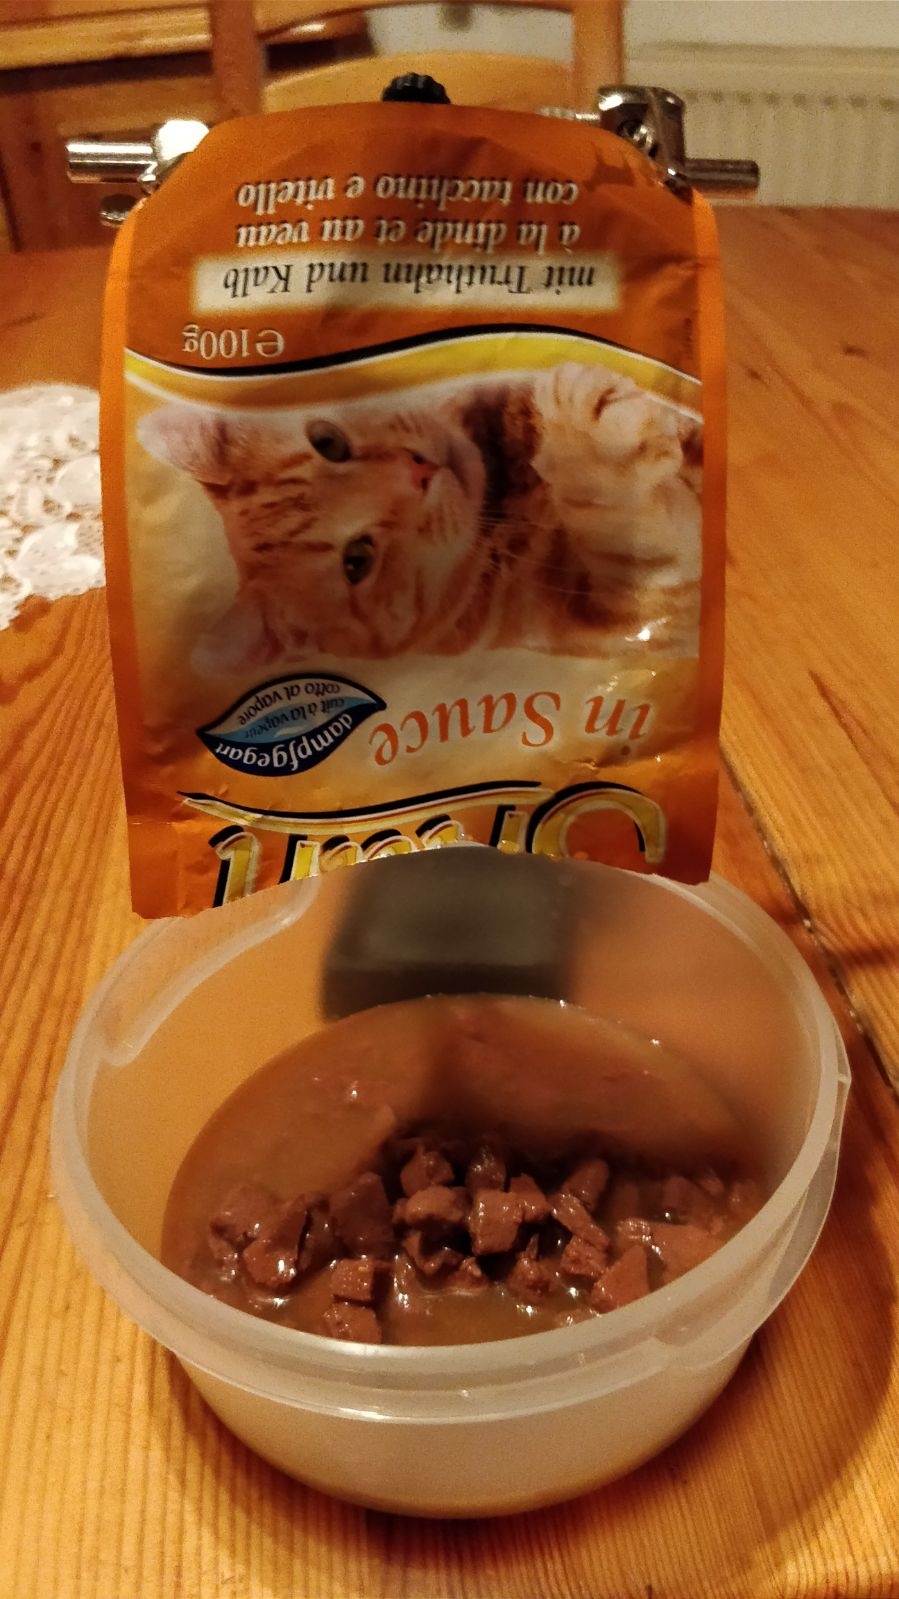 in Sauce
dampfgegart
cuit à la vapeur
cotto al vapore
℮100g
mit Truthahn und Kalb
à la dinde et au veau
con tacchino e vitello